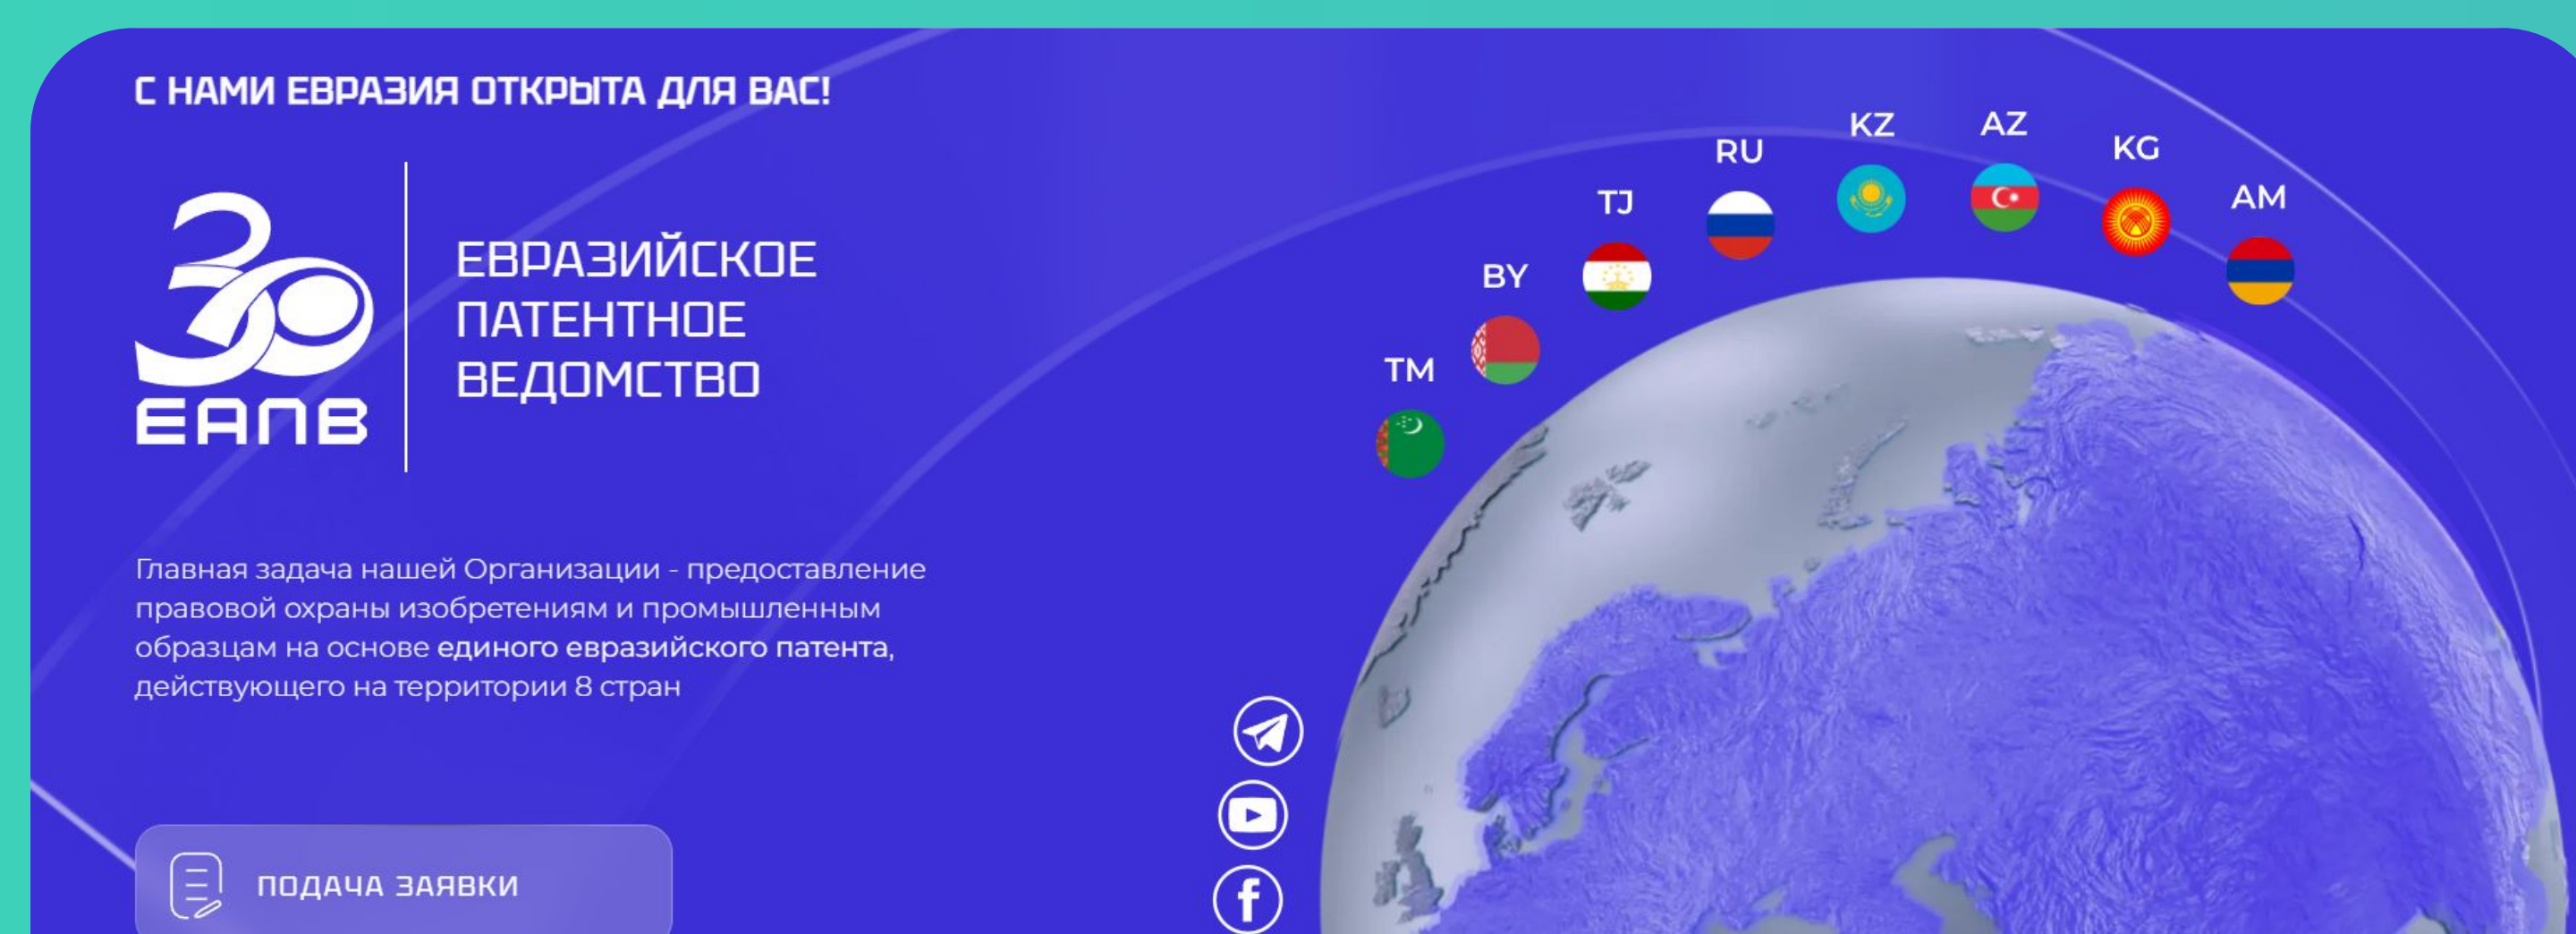 С НАМИ ЕВРАЗИЯ ОТКРЫТА ДЛЯ ВАС!
30
ЕАПВ
ЕВРАЗИЙСКОЕ
ПАТЕНТНОЕ
ВЕДОМСТВО
Главная задача нашей Организации - предоставление
правовой охраны изобретениям и промышленным
образцам на основе единого евразийского патента,
действующего на территории 8 стран
ПОДАЧА ЗАЯВКИ
TM
BY
TJ
RU
KZ
AZ
KG
AM